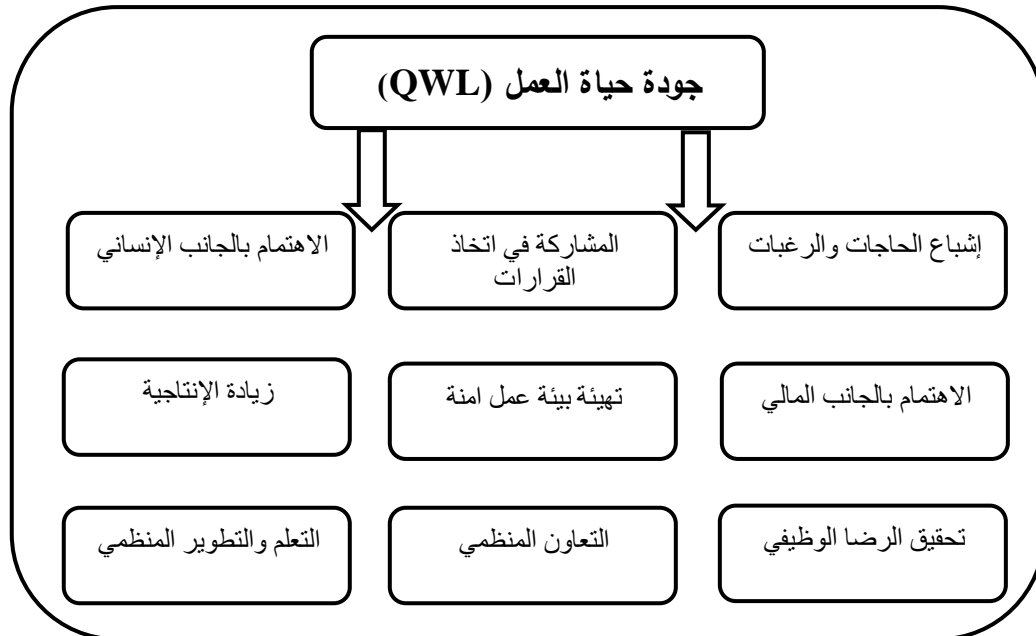 جودة حياة العمل (QWL)
إشباع الحاجات والرغبات
المشاركة في اتخاذ
القرارات
الاهتمام بالجانب الإنساني
الاهتمام بالجانب المالي
تهيئة بيئة عمل امنة
زيادة الإنتاجية
تحقيق الرضا الوظيفي
التعاون المنظمي
التعلم والتطوير المنظمي